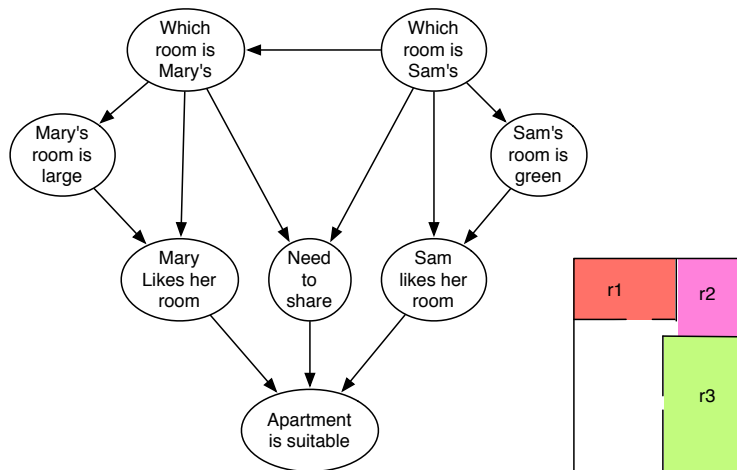 Which
room is
Mary's
Which
room is
Sam's
Mary's
room is
large
Sam's
room is
green
Mary
Likes her
room
Need
to
share
Sam
likes her
room
Apartment
is suitable
r1
r2
r3